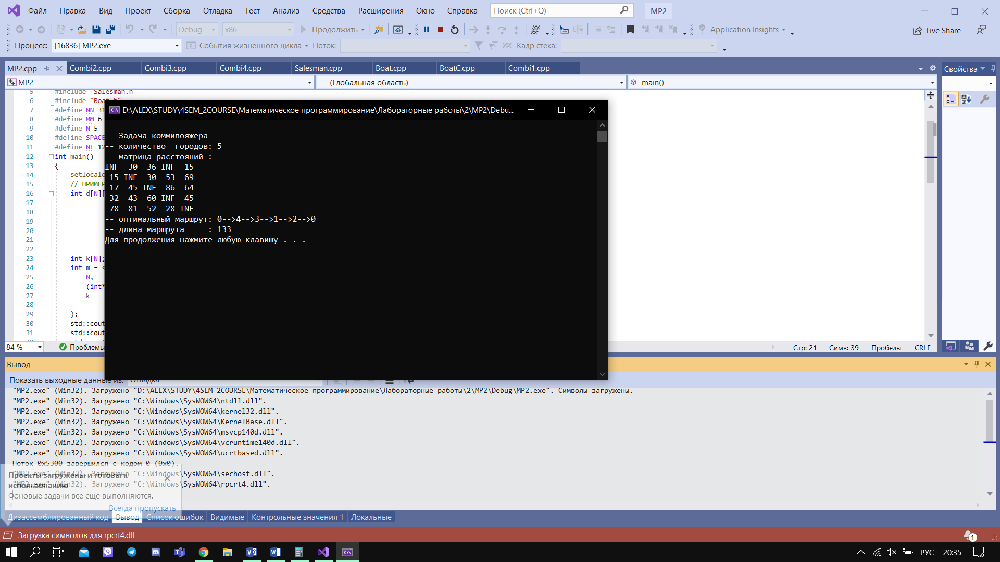 Файл Правка Вид Проект Сборка Отладка Тест Анализ Средства Расширения Окно Справка Поиск (Ctrl+Q) MP2
Debug x86 Продолжить Application Insights Live Share
Процесс: [16836] MP2.exe События жизненного цикла Поток: Кадр стека:
MP2.cpp Combi2.cpp Combi3.cpp Combi4.cpp Salesman.cpp Boat.cpp BoatC.cpp Combi1.cpp Свойства
MP2 (Глобальная область) main()
5 #include "Salesman.h"
6 #include "Boat.h"
7 #define NN 31
8 #define MM 6
9 #define N 5
10 #define SPACE
11 #define NL 12
12 int main()
13 {
14 setlocale
15 // ПРИМЕР
16 int d[N][
17
18
19
20
21
22
23 int k[N];
24 int m = s
25 N,
26 (int*
27 k
28
29 );
30 std::cout
31 std::cout
D:\ALEX\STUDY\4SEM_2COURSE\Математическое программирование\Лабораторные работы\2\MP2\Debu...
-- Задача коммивояжера --
-- количество городов: 5
-- матрица расстояний :
INF 30 36 INF 15
15 INF 30 53 69
17 45 INF 86 64
32 43 60 INF 45
78 81 52 28 INF
-- оптимальный маршрут: 0-->4-->3-->1-->2-->0
-- длина маршрута : 133
Для продолжения нажмите любую клавишу . . .
84 % Проблемы Стр: 21 Симв: 39 Пробелы CRLF
Вывод
Показать выходные данные из: Отладка
"MP2.exe" (Win32). Загружено "D:\ALEX\STUDY\4SEM_2COURSE\Математическое программирование\Лабораторные работы\2\MP2\Debug\MP2.exe". Символы загружены.
"MP2.exe" (Win32). Загружено "C:\Windows\SysWOW64\ntdll.dll".
"MP2.exe" (Win32). Загружено "C:\Windows\SysWOW64\kernel32.dll".
"MP2.exe" (Win32). Загружено "C:\Windows\SysWOW64\KernelBase.dll".
"MP2.exe" (Win32). Загружено "C:\Windows\SysWOW64\msvcp140d.dll".
"MP2.exe" (Win32). Загружено "C:\Windows\SysWOW64\vcruntime140d.dll".
"MP2.exe" (Win32). Загружено "C:\Windows\SysWOW64\ucrtbased.dll".
Поток 0x5300 завершился с кодом 0 (0x0).
"MP2.exe" (Win32). Загружено "C:\Windows\SysWOW64\sechost.dll".
"MP2.exe" (Win32). Загружено "C:\Windows\SysWOW64\rpcrt4.dll".
Проекты загружены и готовы к
использованию
Фоновые задачи все еще выполняются.
Всегда пропускать
Дизассемблированный код Вывод Список ошибок Видимые Контрольные значения 1 Локальные
Загрузка символов для rpcrt4.dll 1
РУС 20:35